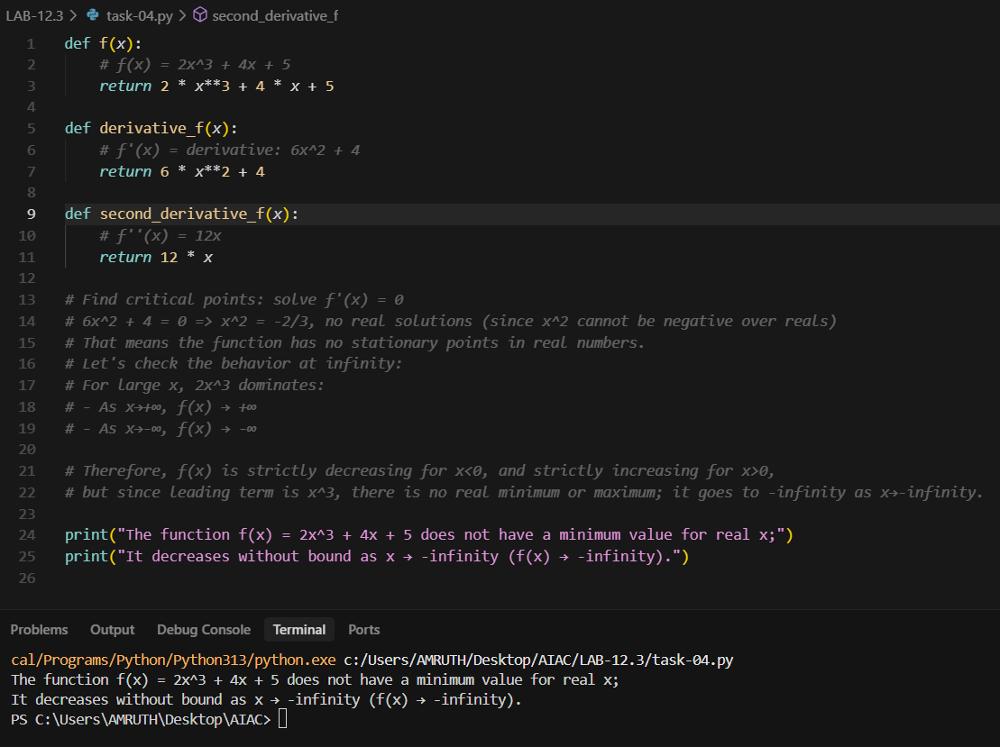 LAB-12.3 > task-04.py > second_derivative_f
1 def f(x):
2     # f(x) = 2x^3 + 4x + 5
3     return 2 * x**3 + 4 * x + 5
4
5 def derivative_f(x):
6     # f'(x) = derivative: 6x^2 + 4
7     return 6 * x**2 + 4
8
9 def second_derivative_f(x):
10     # f''(x) = 12x
11     return 12 * x
12
13 # Find critical points: solve f'(x) = 0
14 # 6x^2 + 4 = 0 => x^2 = -2/3, no real solutions (since x^2 cannot be negative over reals)
15 # That means the function has no stationary points in real numbers.
16 # Let's check the behavior at infinity:
17 # For large x, 2x^3 dominates:
18 # - As x→+∞, f(x) → +∞
19 # - As x→-∞, f(x) → -∞
20
21 # Therefore, f(x) is strictly decreasing for x<0, and strictly increasing for x>0,
22 # but since leading term is x^3, there is no real minimum or maximum; it goes to -infinity as x→-infinity.
23
24 print("The function f(x) = 2x^3 + 4x + 5 does not have a minimum value for real x;")
25 print("It decreases without bound as x → -infinity (f(x) → -infinity).")
26
Problems Output Debug Console Terminal Ports
cal/Programs/Python/Python313/python.exe c:/Users/AMRUTH/Desktop/AIAC/LAB-12.3/task-04.py
The function f(x) = 2x^3 + 4x + 5 does not have a minimum value for real x;
It decreases without bound as x → -infinity (f(x) → -infinity).
PS C:\Users\AMRUTH\Desktop\AIAC>